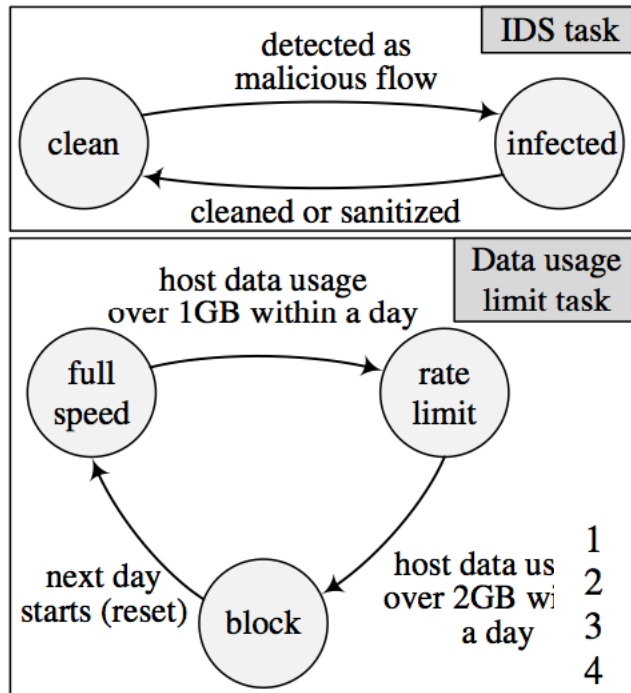 IDS task
detected as
malicious flow
clean
infected
cleaned or sanitized
Data usage
limit task
host data usage
over 1GB within a day
full
speed
rate
limit
next day
starts (reset)
block
host data
over 2GB
a day
1
2
3
4